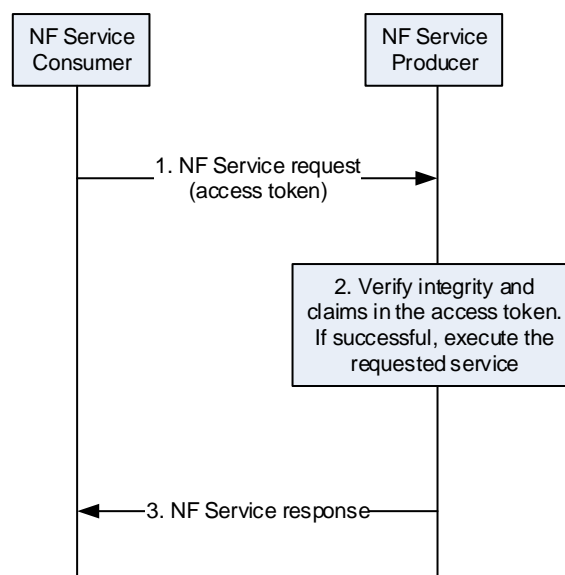 NF Service
Consumer
NF Service
Producer
1. NF Service request
(access token)
2. Verify integrity and
claims in the access token.
If successful, execute the
requested service
3. NF Service response